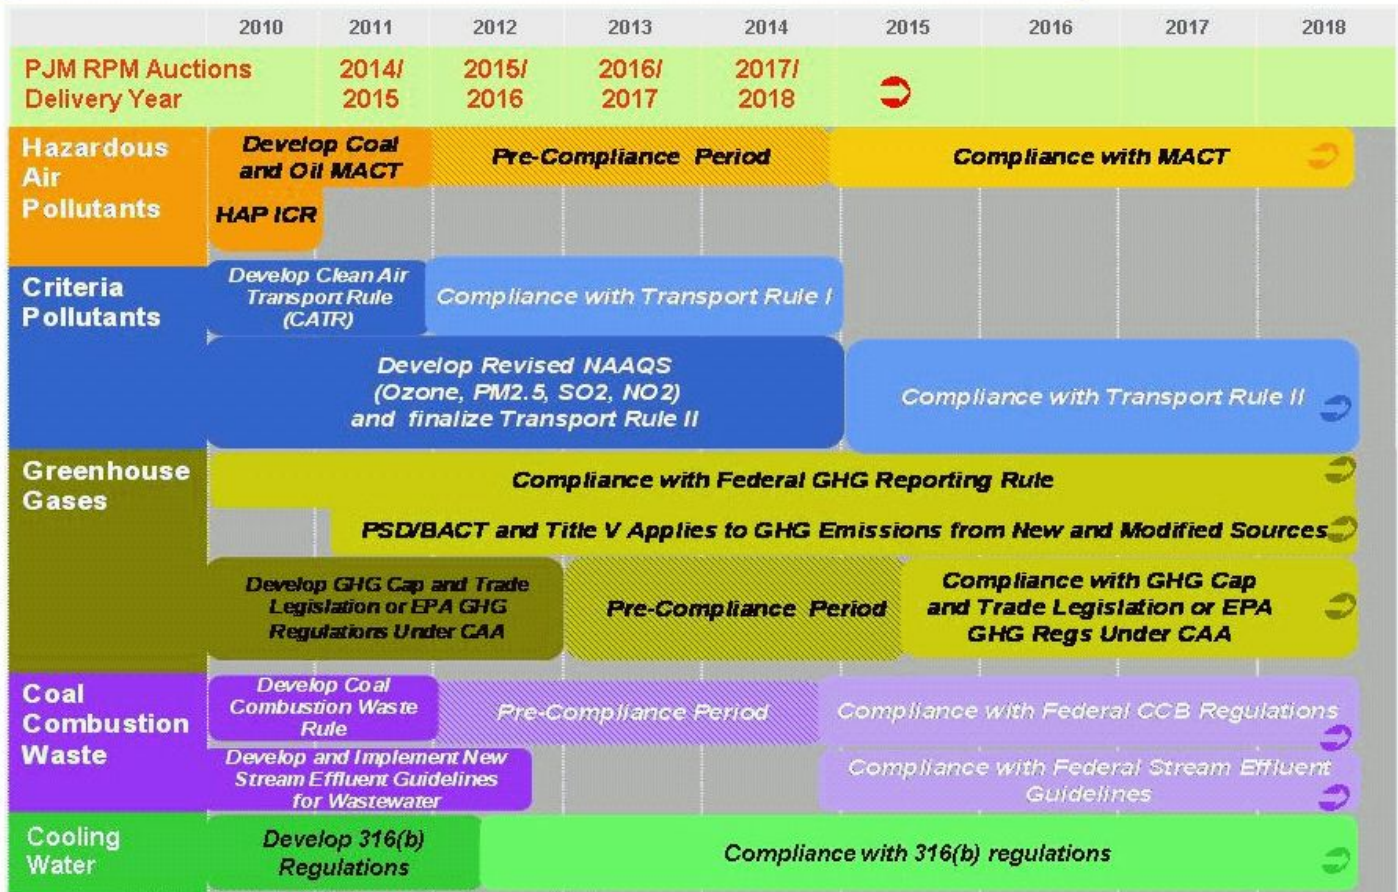 2010 2011 2012 2013 2014 2015 2016 2017 2018
PJM RPM Auctions
Delivery Year
2014/
2015
2015/
2016
2016/
2017
2017/
2018
Hazardous
Air
Pollutants
Develop Coal
and Oil MACT
Pre-Compliance Period
Compliance with MACT
HAP ICR
Criteria
Pollutants
Develop Clean Air
Transport Rule
(CATR)
Compliance with Transport Rule I
Develop Revised NAAQS
(Ozone, PM2.5, SO2, NO2)
and finalize Transport Rule II
Compliance with Transport Rule II
Greenhouse
Gases
Compliance with Federal GHG Reporting Rule
PSD/BACT and Title V Applies to GHG Emissions from New and Modified Sources
Develop GHG Cap and Trade
Legislation or EPA GHG
Regulations Under CAA
Pre-Compliance Period
Compliance with GHG Cap
and Trade Legislation or EPA
GHG Regs Under CAA
Coal
Combustion
Waste
Develop Coal
Combustion Waste
Rule
Pre-Compliance Period
Compliance with Federal CCB Regulations
Develop and Implement New
Stream Effluent Guidelines
for Wastewater
Compliance with Federal Stream Effluent
Guidelines
Cooling
Water
Develop 316(b)
Regulations
Compliance with 316(b) regulations